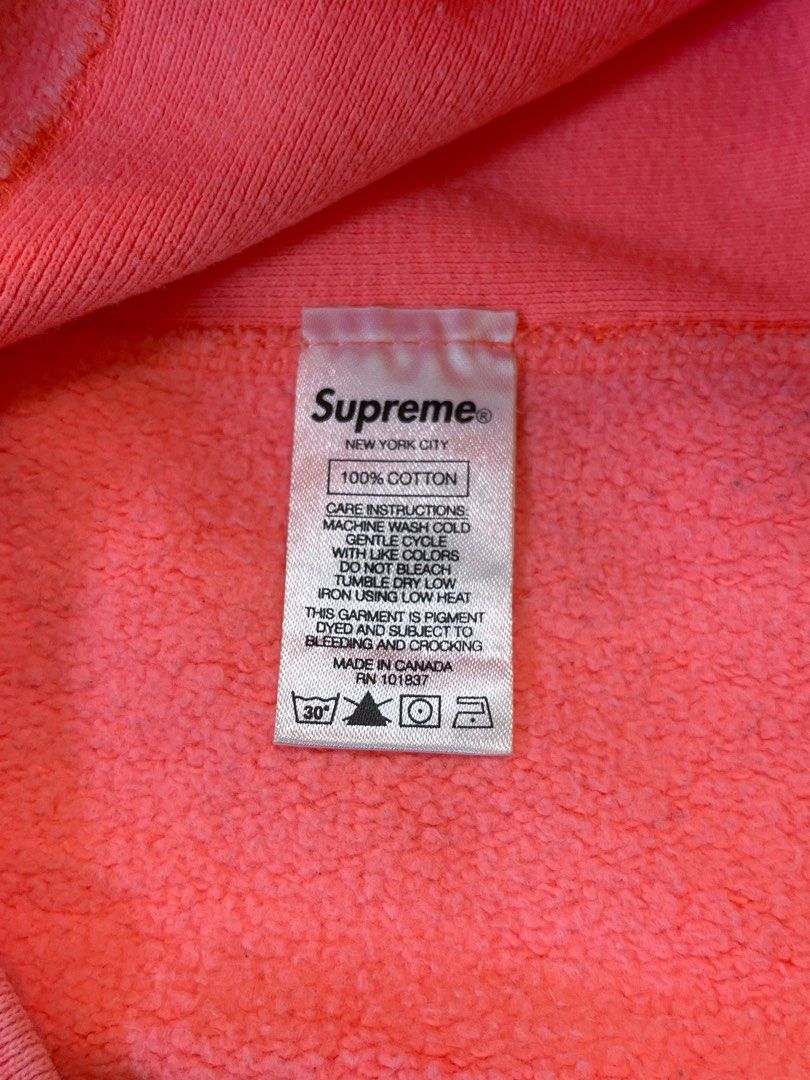 Supreme®
NEW YORK CITY
100% COTTON
CARE INSTRUCTIONS:
MACHINE WASH COLD
GENTLE CYCLE
WITH LIKE COLORS
DO NOT BLEACH
TUMBLE DRY LOW
IRON USING LOW HEAT
THIS GARMENT IS PIGMENT
DYED AND SUBJECT TO
BLEEDING AND CROCKING
MADE IN CANADA
RN 101837
30°